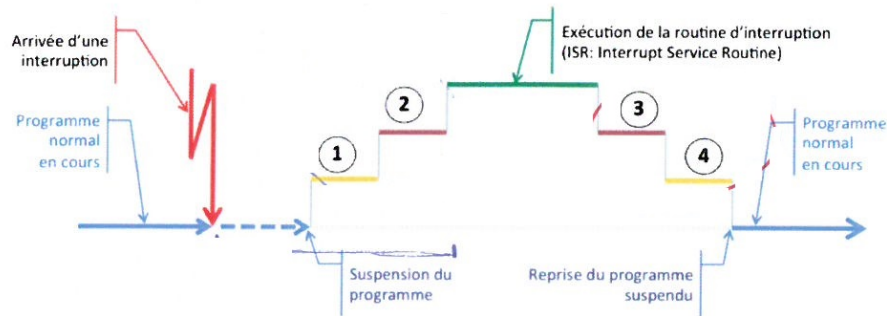 Arrivée d'une
interruption
Exécution de la routine d'interruption
(ISR: Interrupt Service Routine)
Programme
normal
en cours
1
2
3
4
Programme
normal
en cours
Suspension du
programme
Reprise du programme
suspendu